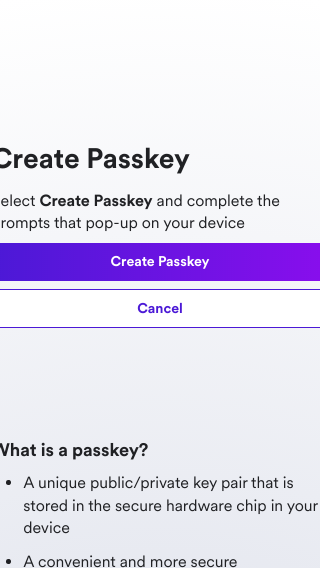 Create Passkey
elect Create Passkey and complete the
rompts that pop-up on your device
Create Passkey
Cancel
What is a passkey?
• A unique public/private key pair that is
stored in the secure hardware chip in your
device
• A convenient and more secure